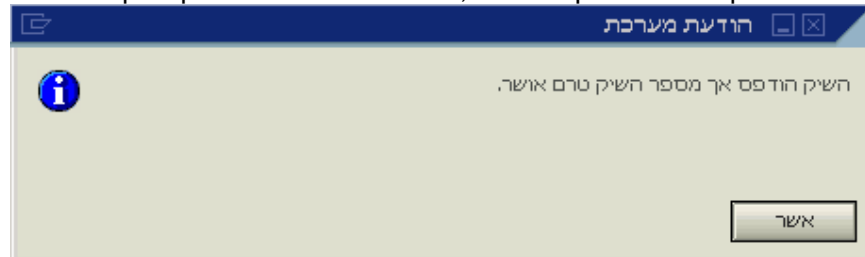 הודעת מערכת
השיק הודפס אך מספר השיק טרם אושר.
אשר